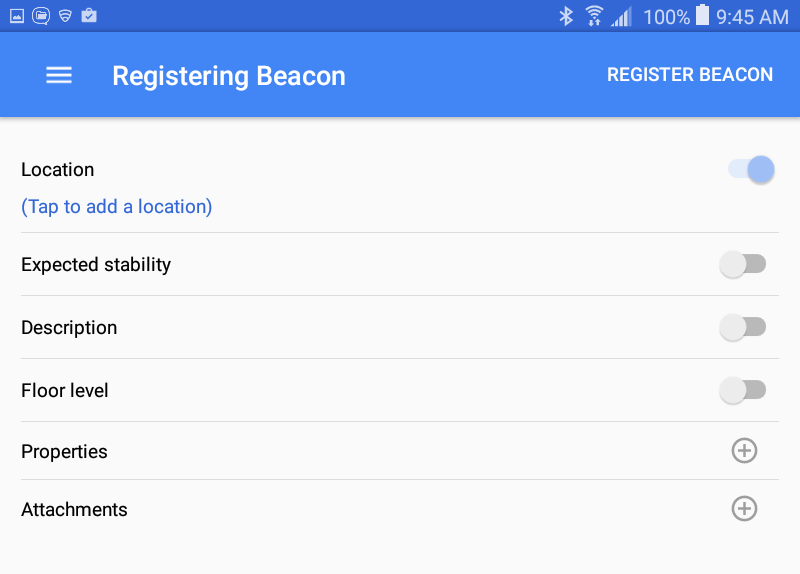 100% 9:45 AM
Registering Beacon REGISTER BEACON
Location
(Tap to add a location)
Expected stability
Description
Floor level
Properties
Attachments